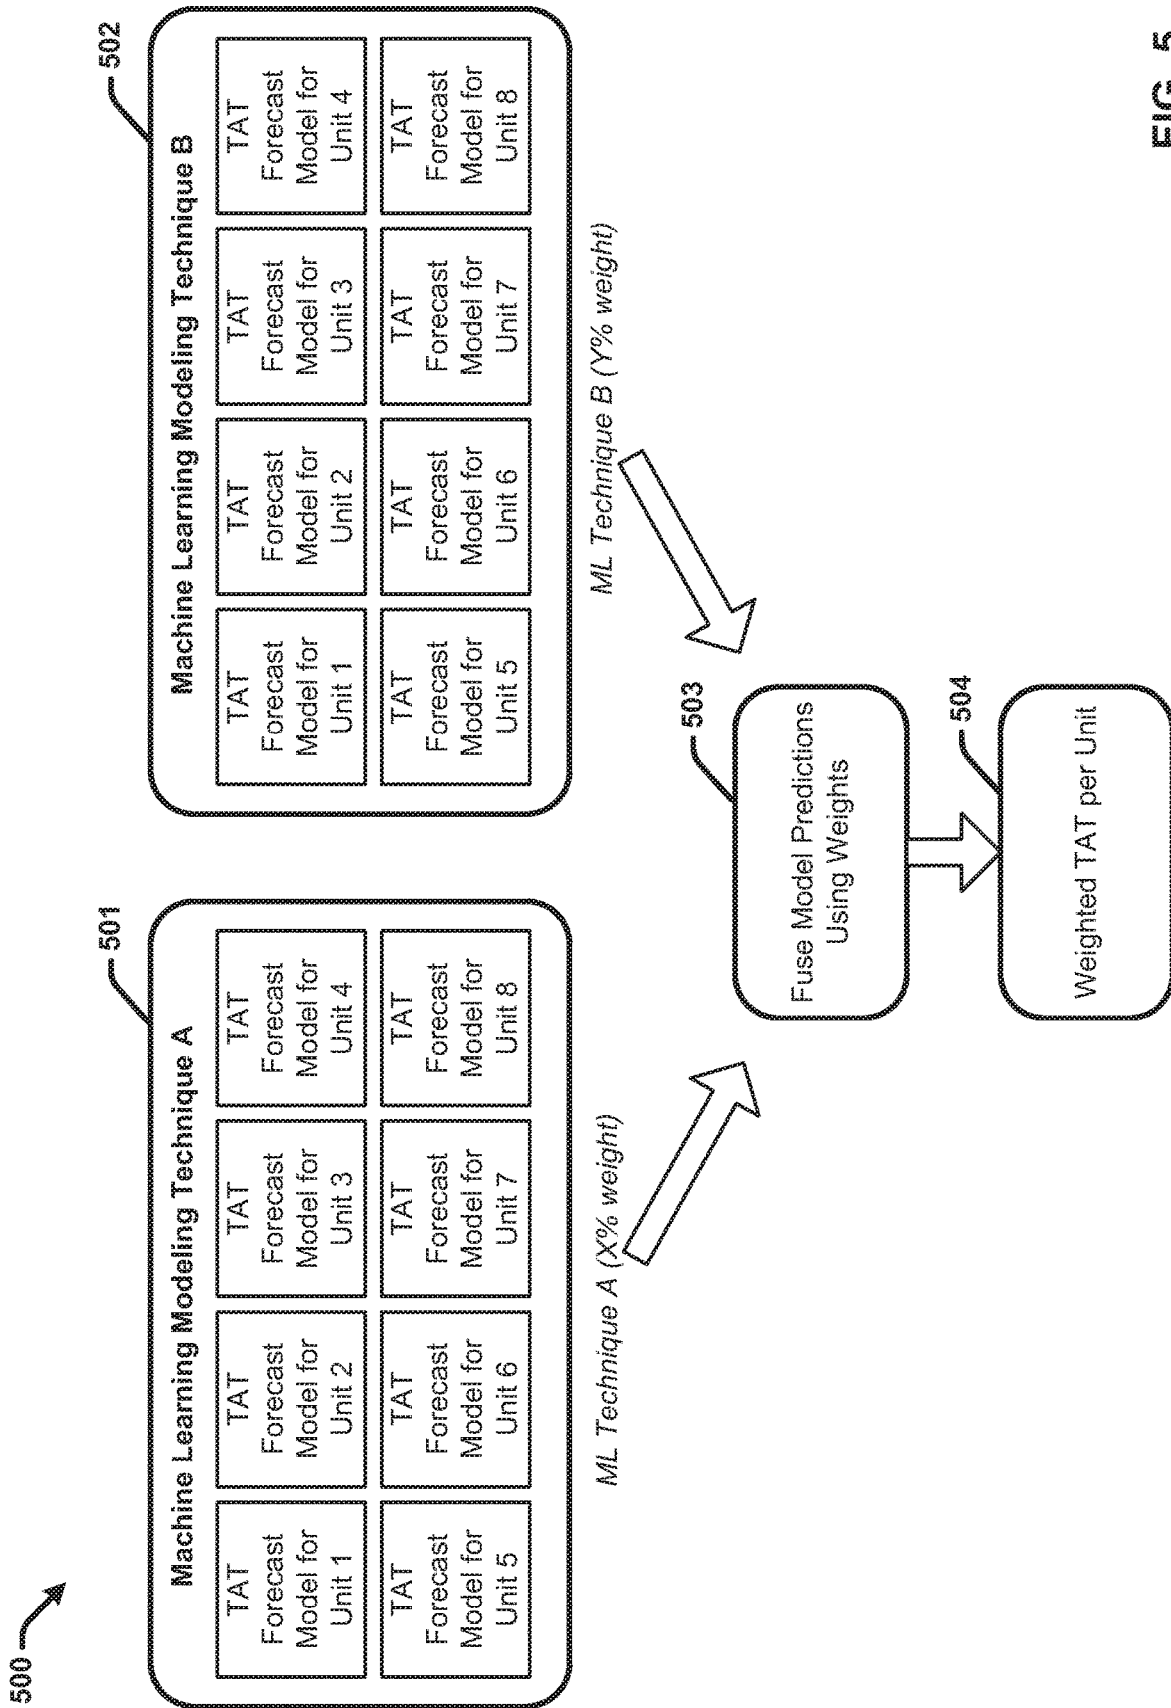 500
501
Machine Learning Modeling Technique A
TAT
Forecast
Model for
Unit 1
TAT
Forecast
Model for
Unit 2
TAT
Forecast
Model for
Unit 3
TAT
Forecast
Model for
Unit 4
TAT
Forecast
Model for
Unit 5
TAT
Forecast
Model for
Unit 6
TAT
Forecast
Model for
Unit 7
TAT
Forecast
Model for
Unit 8
502
Machine Learning Modeling Technique B
TAT
Forecast
Model for
Unit 1
TAT
Forecast
Model for
Unit 2
TAT
Forecast
Model for
Unit 3
TAT
Forecast
Model for
Unit 4
TAT
Forecast
Model for
Unit 5
TAT
Forecast
Model for
Unit 6
TAT
Forecast
Model for
Unit 7
TAT
Forecast
Model for
Unit 8
ML Technique A (X% weight)
ML Technique B (Y% weight)
503
Fuse Model Predictions
Using Weights
504
Weighted TAT per Unit
FIG. 5